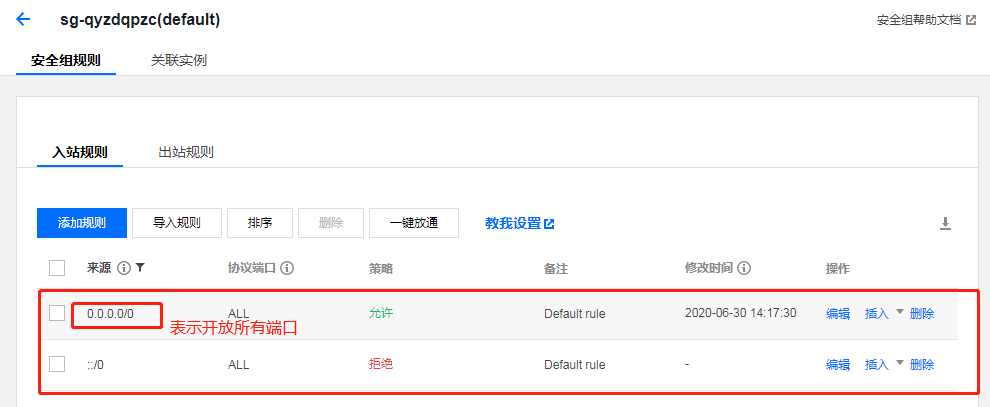 sg-qyzdqpzc(default)
安全组帮助文档
安全组规则 关联实例
入站规则 出站规则
添加规则 导入规则 排序 删除 一键放通 教我设置
来源 协议端口 策略 备注 修改时间 操作
0.0.0.0/0 ALL 允许 Default rule 2020-06-30 14:17:30 编辑 插入 删除
表示开放所有端口
::/0 ALL 拒绝 Default rule - 编辑 插入 删除